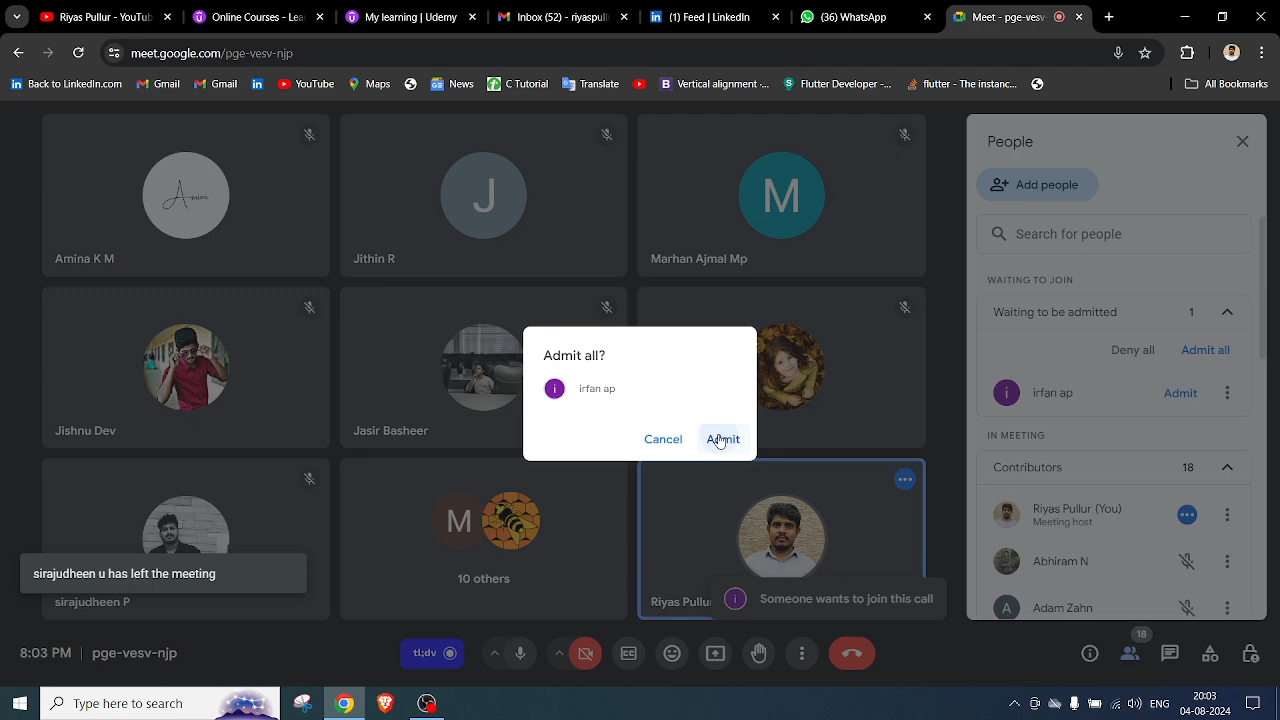 Riyas Pullur - YouTub
Online Courses - Lea
My learning | Udemy
Inbox (52) - riyaspull
(1) Feed | LinkedIn
(36) WhatsApp
Meet - pge-ves
meet.google.com/pge-vesv-njp
Back to LinkedIn.com
Gmail
Gmail
YouTube
Maps
News
C Tutorial
Translate
Vertical alignment -...
Flutter Developer -...
flutter - The instanc...
All Bookmarks
Amina
Amina K M
J
Jithin R
M
Marhan Ajmal Mp
Jishnu Dev
Jasir Basheer
sirajudheen P
M
10 others
Riyas Pullu
sirajudheen u has left the meeting
i Someone wants to join this call
Admit all?
i irfan ap
Cancel
Admit
People
Add people
Search for people
WAITING TO JOIN
Waiting to be admitted 1
Deny all
Admit all
i irfan ap Admit
IN MEETING
Contributors 18
Riyas Pullur (You)
Meeting host
Abhiram N
A Adam Zahn
8:03 PM | pge-vesv-njp
tl;dv
18
Type here to search
20:03
04-08-2024